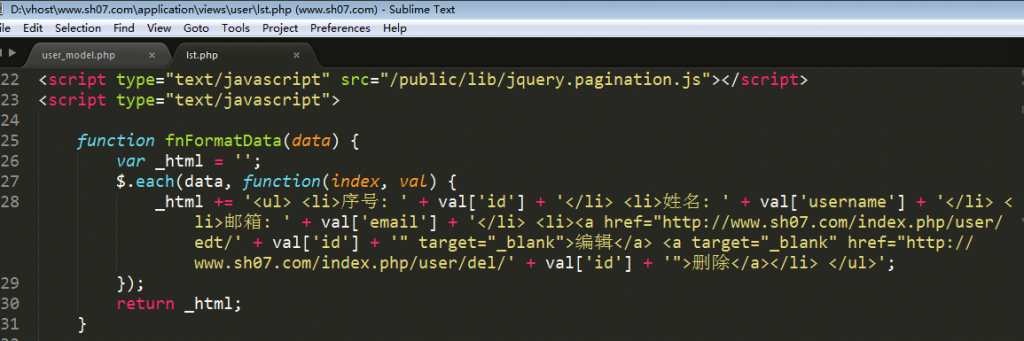 D:\vhost\www.sh07.com\application\views\user\lst.php (www.sh07.com) - Sublime Text
ile Edit Selection Find View Goto Tools Project Preferences Help
user_model.php × lst.php ×
22 <script type="text/javascript" src="/public/lib/jquery.pagination.js"></script>
23 <script type="text/javascript">
24
25 function fnFormatData(data) {
26 var _html = '';
27 $.each(data, function(index, val) {
28 _html += '<ul> <li>序号: ' + val['id'] + '</li> <li>姓名: ' + val['username'] + '</li> <
li>邮箱: ' + val['email'] + '</li> <li><a href="http://www.sh07.com/index.php/user/
edt/' + val['id'] + '" target="_blank">编辑</a> <a target="_blank" href="http://
www.sh07.com/index.php/user/del/' + val['id'] + '">删除</a></li> </ul>';
29 });
30 return _html;
31 }